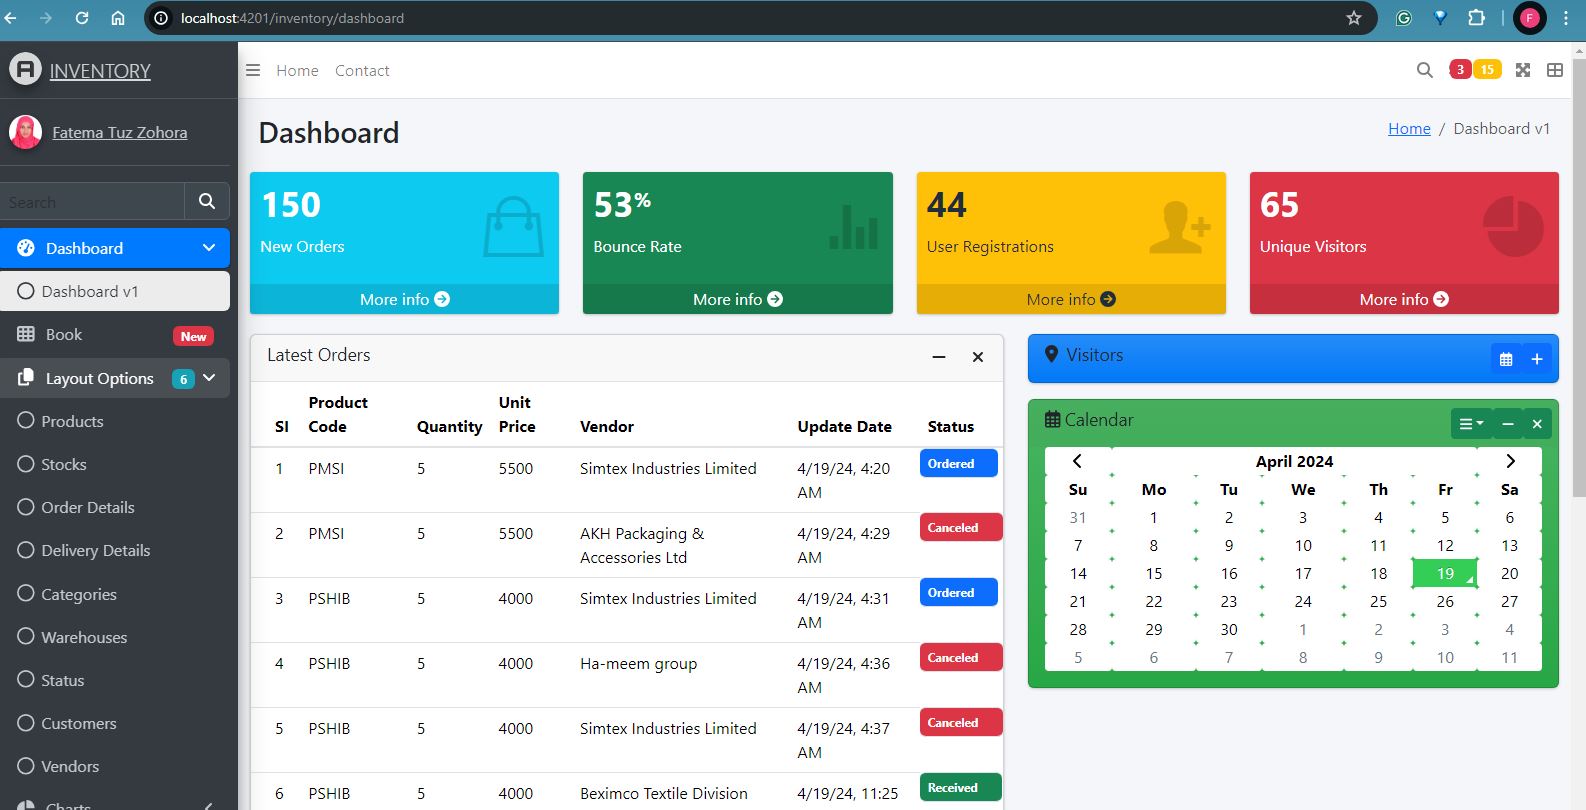 localhost:4201/inventory/dashboard
F
A INVENTORY
Home Contact
3 15
Fatema Tuz Zohora
Search
Dashboard
Dashboard v1
Book New
Layout Options 6
Products
Stocks
Order Details
Delivery Details
Categories
Warehouses
Status
Customers
Vendors
Charts
Dashboard
Home / Dashboard v1
150
New Orders
More info
53%
Bounce Rate
More info
44
User Registrations
More info
65
Unique Visitors
More info
Latest Orders
Sl Product Code Quantity Unit Price Vendor Update Date Status
1 PMSI 5 5500 Simtex Industries Limited 4/19/24, 4:20 AM Ordered
2 PMSI 5 5500 AKH Packaging & Accessories Ltd 4/19/24, 4:29 AM Canceled
3 PSHIB 5 4000 Simtex Industries Limited 4/19/24, 4:31 AM Ordered
4 PSHIB 5 4000 Ha-meem group 4/19/24, 4:36 AM Canceled
5 PSHIB 5 4000 Simtex Industries Limited 4/19/24, 4:37 AM Canceled
6 PSHIB 5 4000 Beximco Textile Division 4/19/24, 11:25 Received
Visitors
Calendar
April 2024
Su Mo Tu We Th Fr Sa
31 1 2 3 4 5 6
7 8 9 10 11 12 13
14 15 16 17 18 19 20
21 22 23 24 25 26 27
28 29 30 1 2 3 4
5 6 7 8 9 10 11